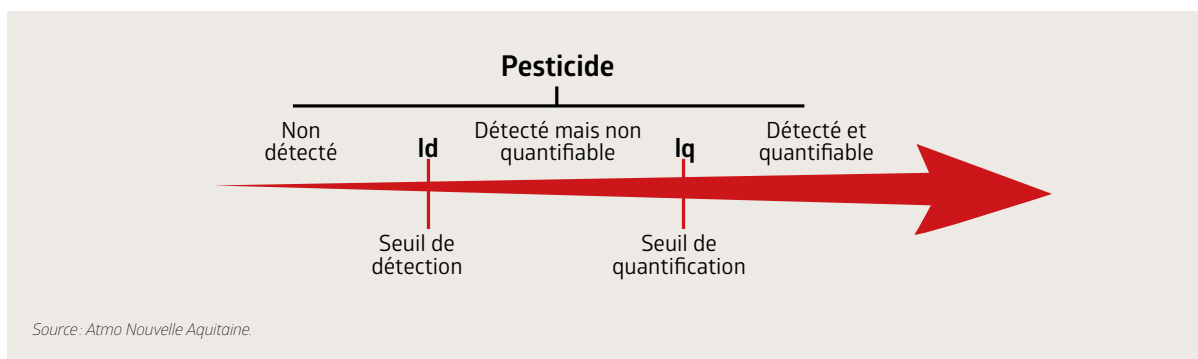 Pesticide
Non
détecté
ld
Détecté mais non
quantifiable
lq
Détecté et
quantifiable
Seuil de
détection
Seuil de
quantification
Source : Atmo Nouvelle Aquitaine.